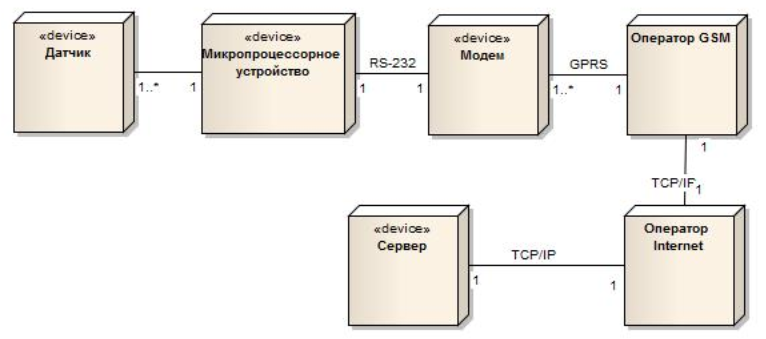 «device»
Датчик
1..*
1
«device»
Микропроцессорное
устройство
1
RS-232
1
«device»
Модем
1..*
GPRS
1
Оператор GSM
1
TCP/IF
1
«device»
Сервер
1
TCP/IP
1
Оператор
Internet